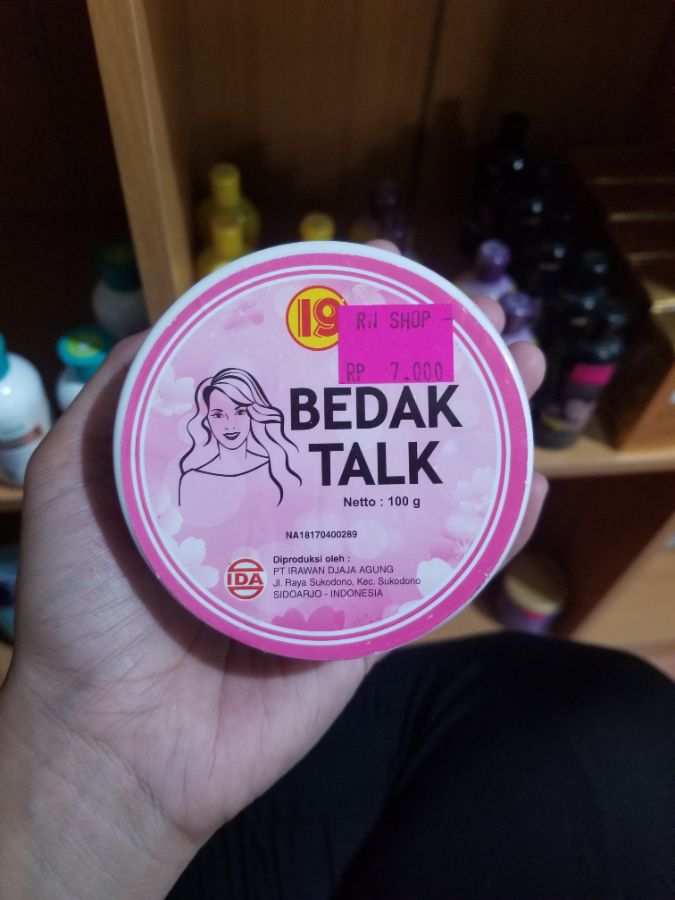 19
RN SHOP
RP 7.000
BEDAK
TALK
Netto : 100 g
NA18170400289
IDA
Diproduksi oleh :
PT IRAWAN DJAJA AGUNG
Jl. Raya Sukodono, Kec. Sukodono
SIDOARJO - INDONESIA